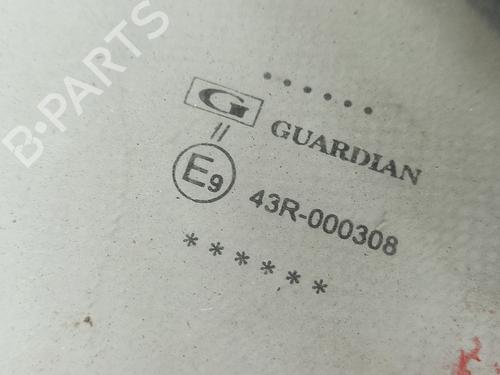 B-PARTS
......
G GUARDIAN
||
E9 43R-000308
******